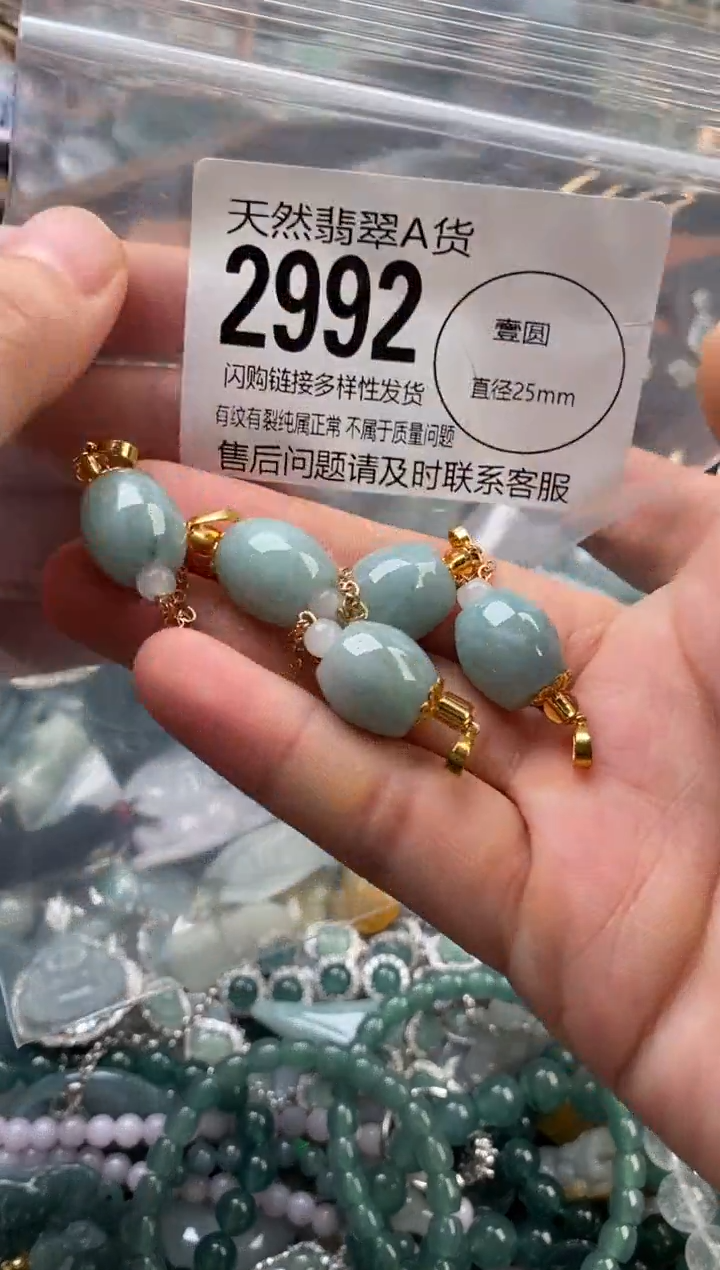 天然翡翠A货
2992
壹圆
直径25mm
闪购链接多样性发货
有纹有裂纯属正常 不属于质量问题
售后问题请及时联系客服